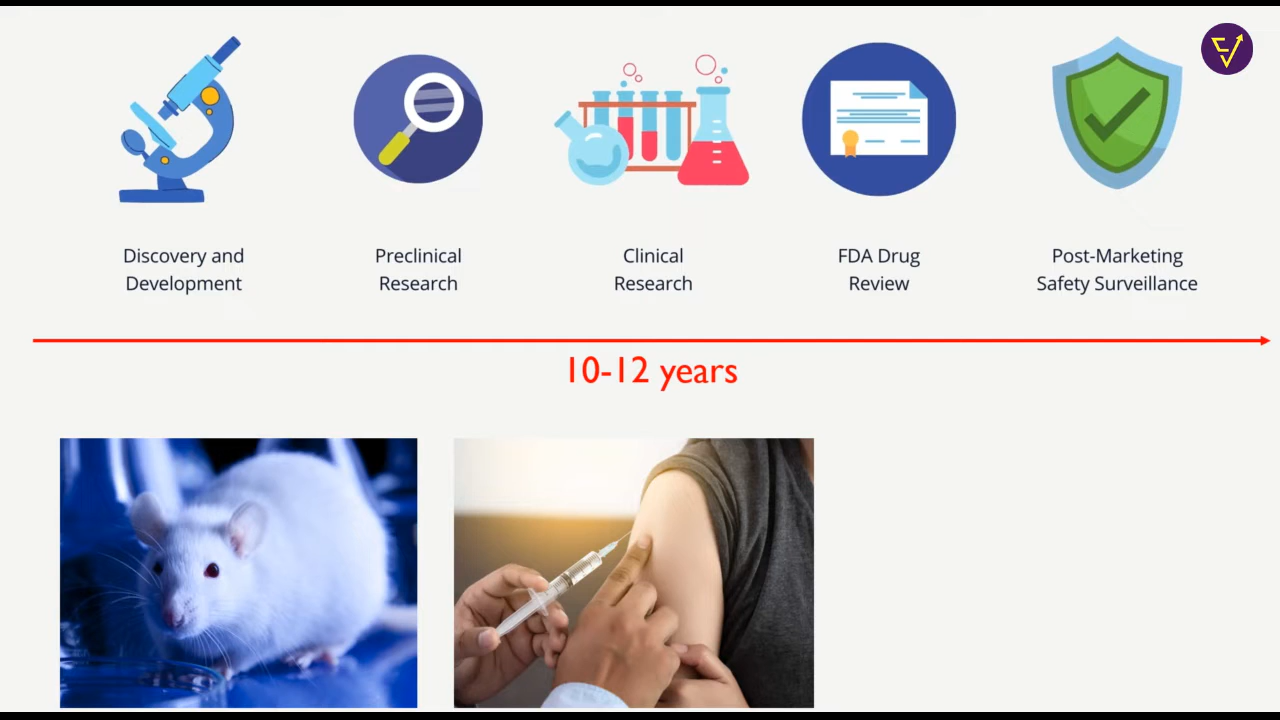 Discovery and
Development
Preclinical
Research
Clinical
Research
FDA Drug
Review
Post-Marketing
Safety Surveillance
10-12 years